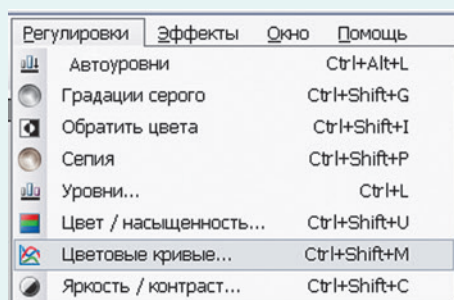 Регулировки Эффекты Окно Помощь
Автоуровни Ctrl+Alt+L
Градации серого Ctrl+Shift+G
Обратить цвета Ctrl+Shift+I
Сепия Ctrl+Shift+P
Уровни... Ctrl+L
Цвет / насыщенность... Ctrl+Shift+U
Цветовые кривые... Ctrl+Shift+M
Яркость / контраст... Ctrl+Shift+C